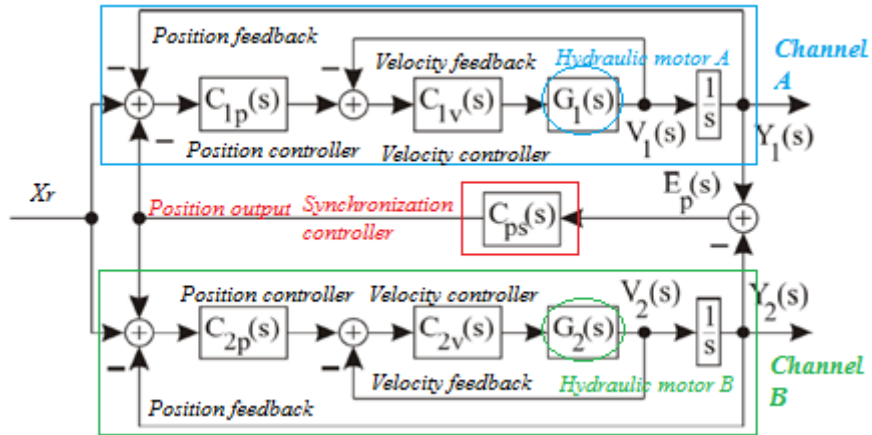 Position feedback
Velocity feedback
Hydraulic motor A
Channel
A
C1p(s)
C1v(s)
G1(s)
1
s
V1(s)
Y1(s)
Position controller
Velocity controller
Xr
Position output
Synchronization
controller
Cps(s)
Ep(s)
Position controller
Velocity controller
V2(s)
Y2(s)
C2p(s)
C2v(s)
G2(s)
1
s
Velocity feedback
Hydraulic motor B
Channel
B
Position feedback